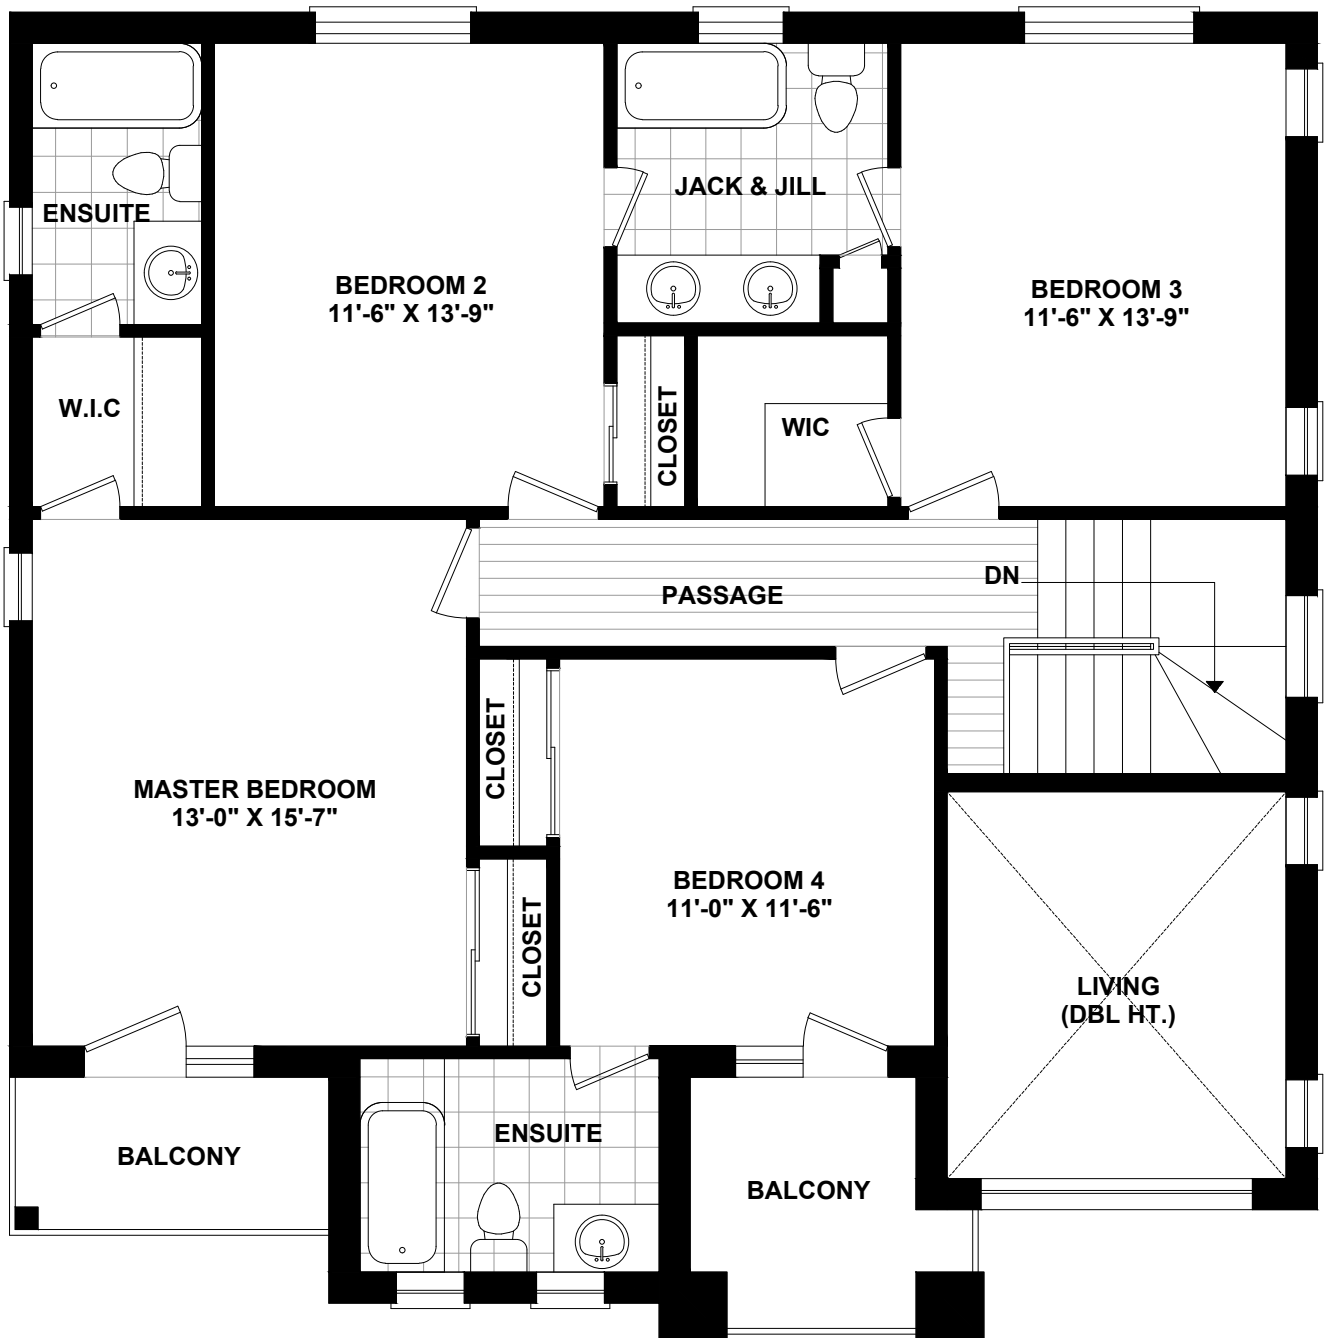 ENSUITE
JACK & JILL
BEDROOM 2
11'-6" X 13'-9"
BEDROOM 3
11'-6" X 13'-9"
W.I.C
CLOSET
WIC
PASSAGE
DN
CLOSET
MASTER BEDROOM
13'-0" X 15'-7"
BEDROOM 4
11'-0" X 11'-6"
CLOSET
LIVING
(DBL HT.)
ENSUITE
BALCONY
BALCONY